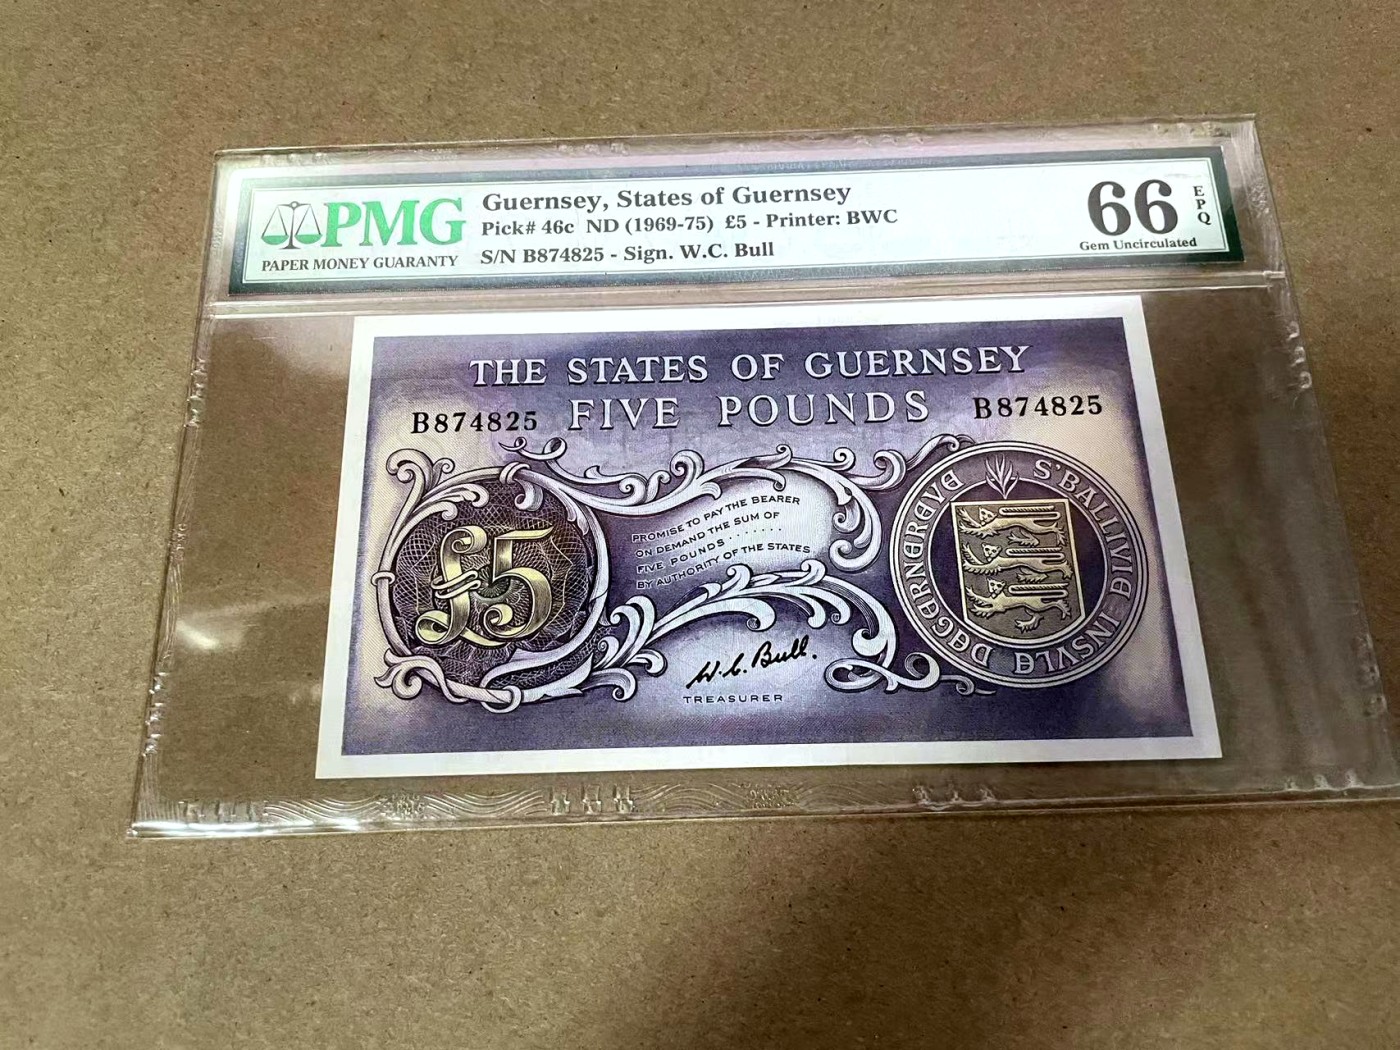 PMG
PAPER MONEY GUARANTY
Guernsey, States of Guernsey
Pick# 46c ND (1969-75) £5 - Printer: BWC
S/N B874825 - Sign. W.C. Bull
66
EPQ
Gem Uncirculated
THE STATES OF GUERNSEY
FIVE POUNDS
B874825
B874825
PROMISE TO PAY THE BEARER
ON DEMAND THE SUM OF
FIVE POUNDS.......
BY AUTHORITY OF THE STATES
£5
W. C. Bull.
TREASURER
S'BALLIVIE INSVLE DEGERNEREYE